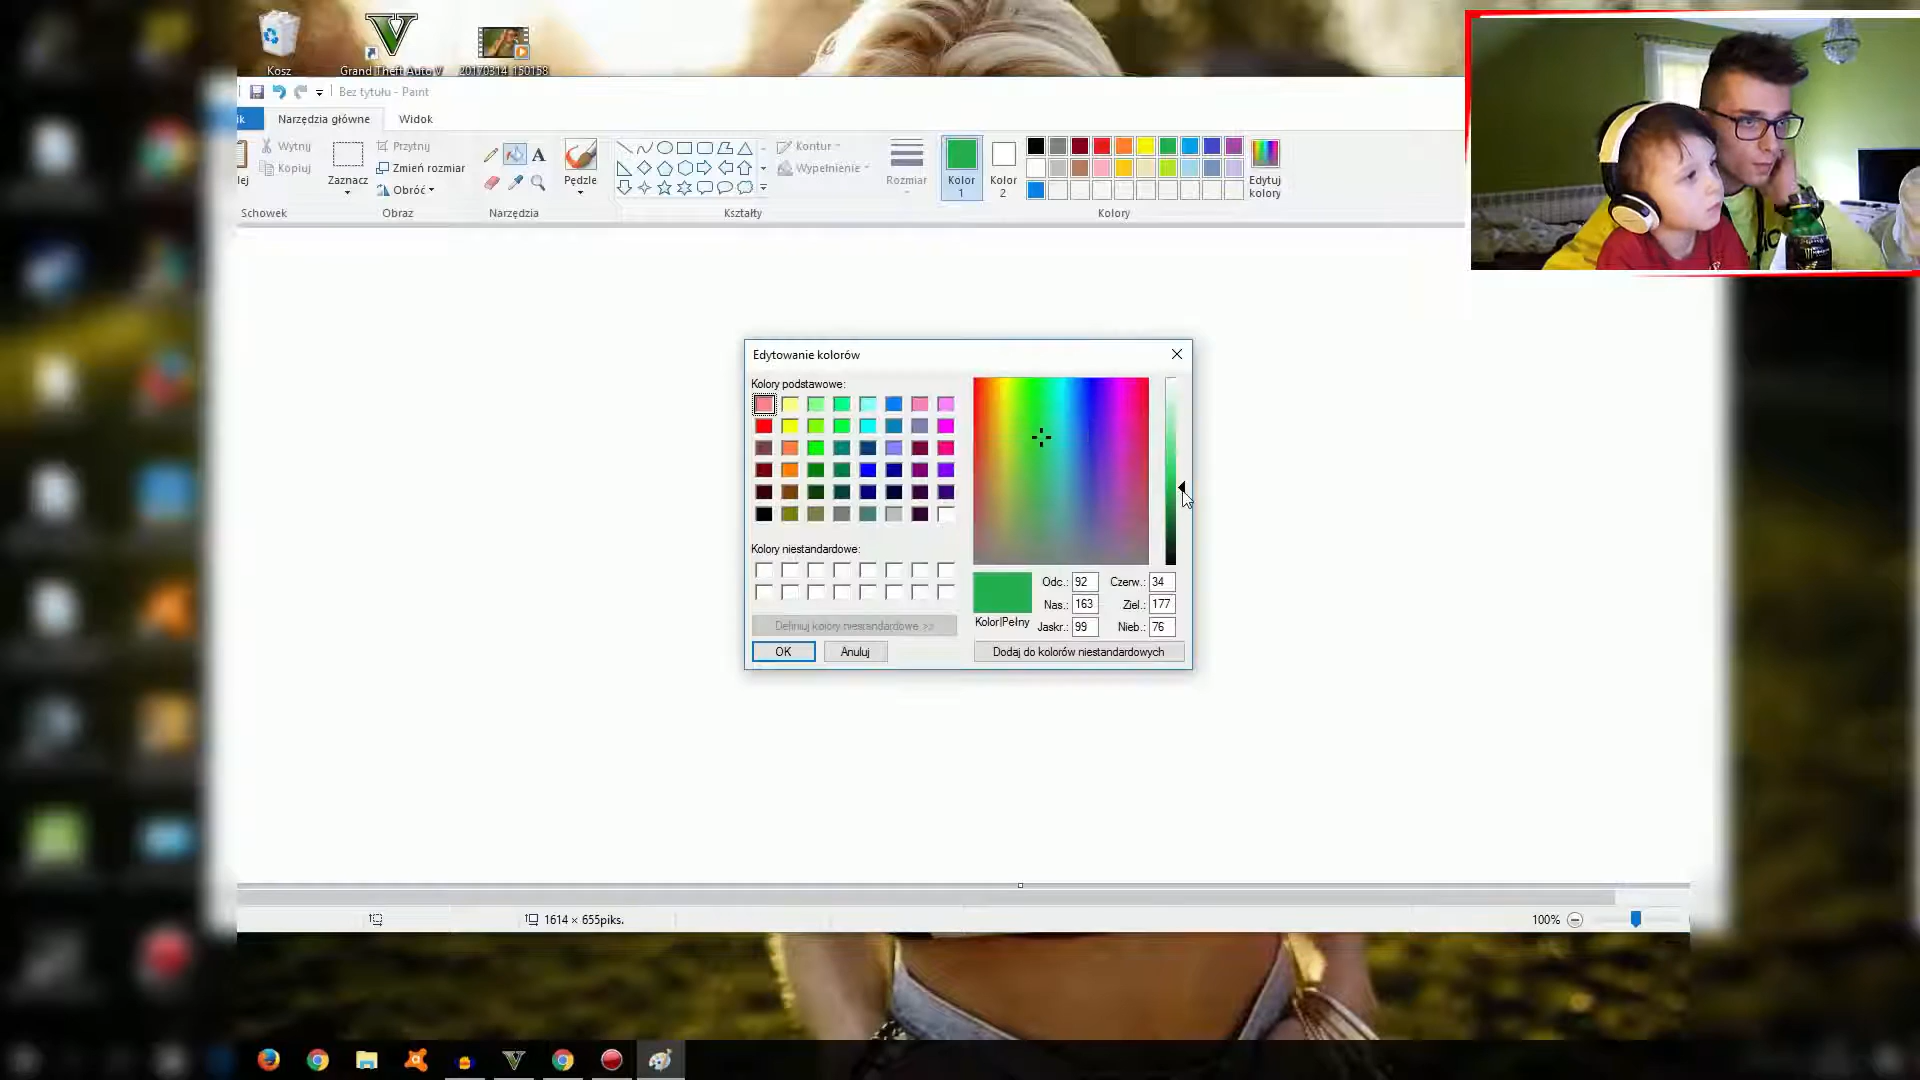 Kosz
Grand Theft Auto V
20170314_150158
Bez tytułu - Paint
ik
Narzędzia główne
Widok
lej
Wytnij
Kopiuj
Schowek
Zaznacz
Przytnij
Zmień rozmiar
Obróć
Obraz
A
Narzędzia
Pędzle
Kształty
Kontur
Wypełnienie
Rozmiar
Kolor
1
Kolor
2
Kolory
Edytuj
kolory
Edytowanie kolorów
Kolory podstawowe:
Kolory niestandardowe:
Definiuj kolory niestandardowe >>
OK
Anuluj
Kolor|Pełny
Odc.: 92
Czerw.: 34
Nas.: 163
Ziel.: 177
Jaskr.: 99
Nieb.: 76
Dodaj do kolorów niestandardowych
1614 × 655piks.
100%